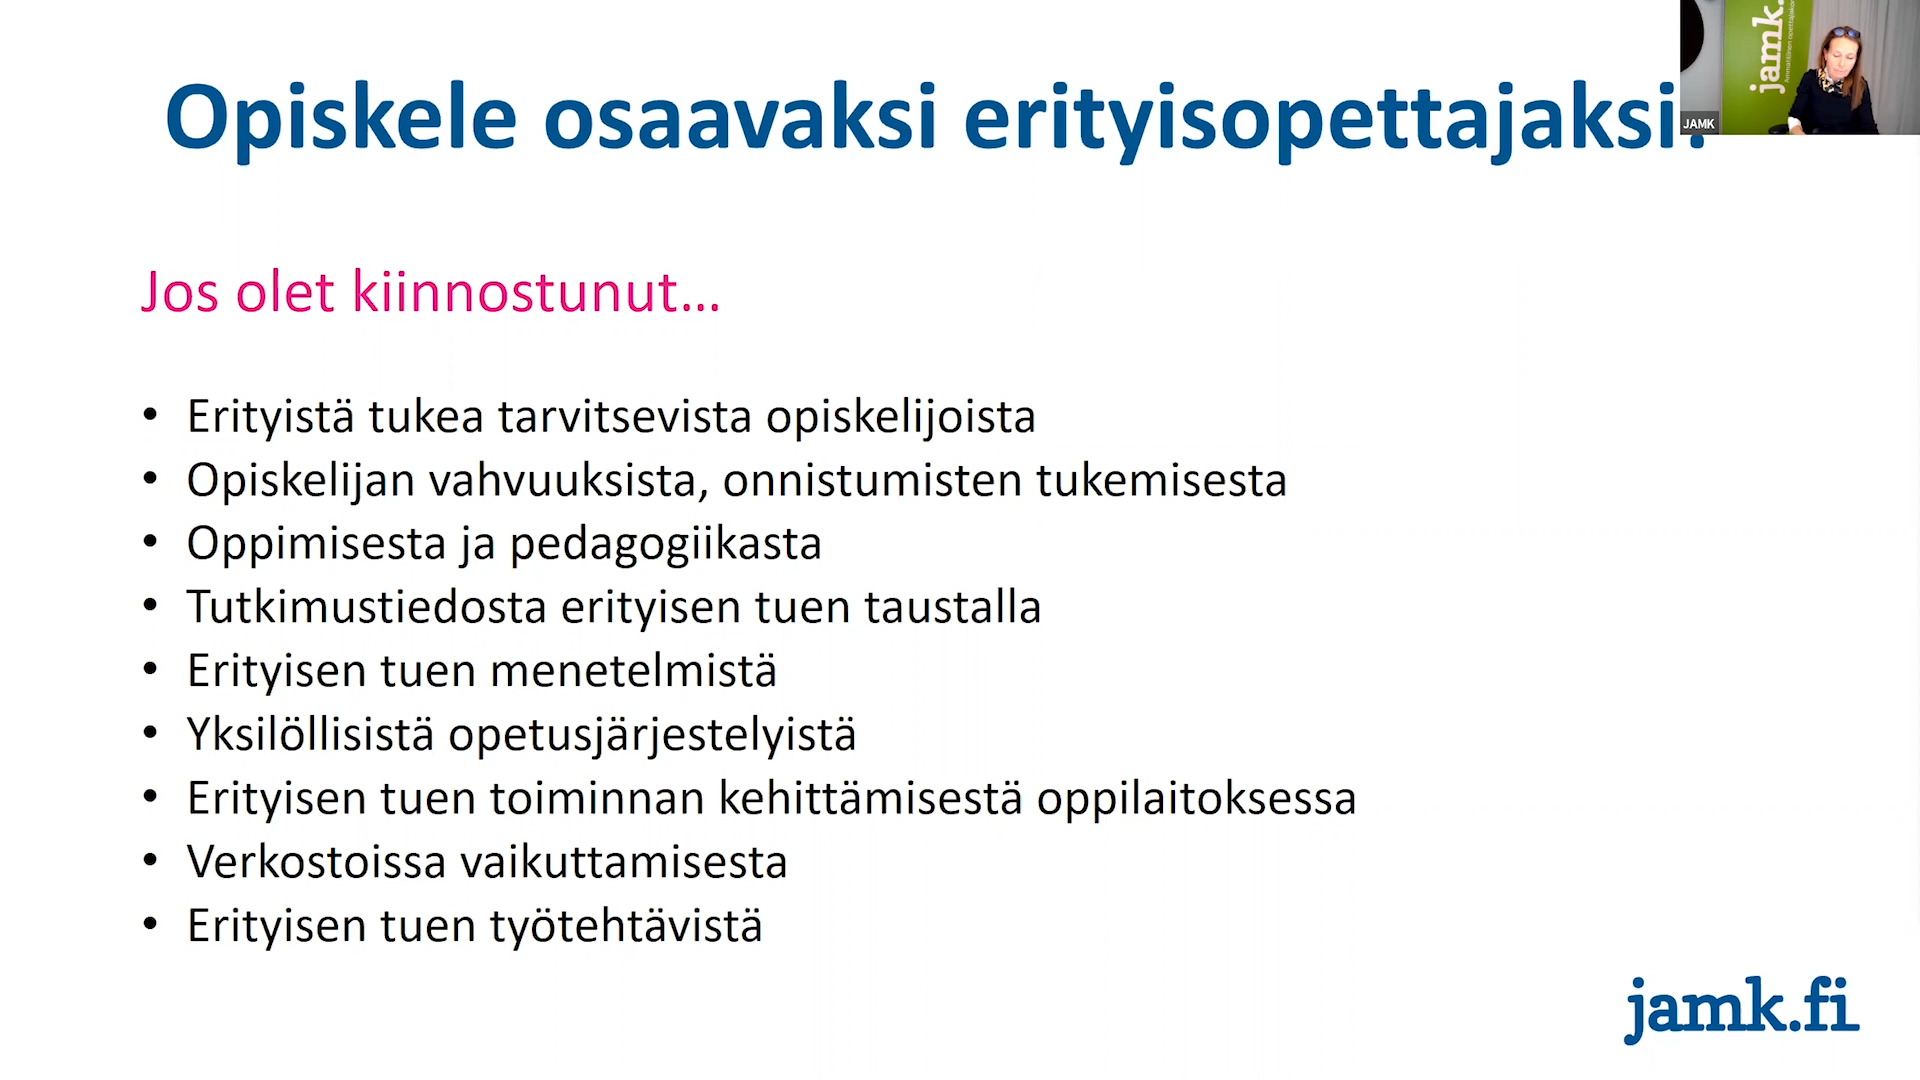 Opiskele osaavaksi erityisopettajaksi!
Jos olet kiinnostunut...
• Erityistä tukea tarvitsevista opiskelijoista
• Opiskelijan vahvuuksista, onnistumisten tukemisesta
• Oppimisesta ja pedagogiikasta
• Tutkimustiedosta erityisen tuen taustalla
• Erityisen tuen menetelmistä
• Yksilöllisistä opetusjärjestelyistä
• Erityisen tuen toiminnan kehittämisestä oppilaitoksessa
• Verkostoissa vaikuttamisesta
• Erityisen tuen työtehtävistä
jamk.fi
jamk.
JAMK